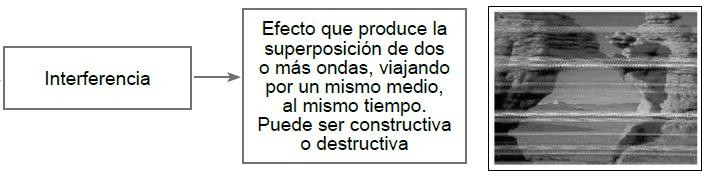 Interferencia
Efecto que produce la
superposición de dos
o más ondas, viajando
por un mismo medio,
al mismo tiempo.
Puede ser constructiva
o destructiva